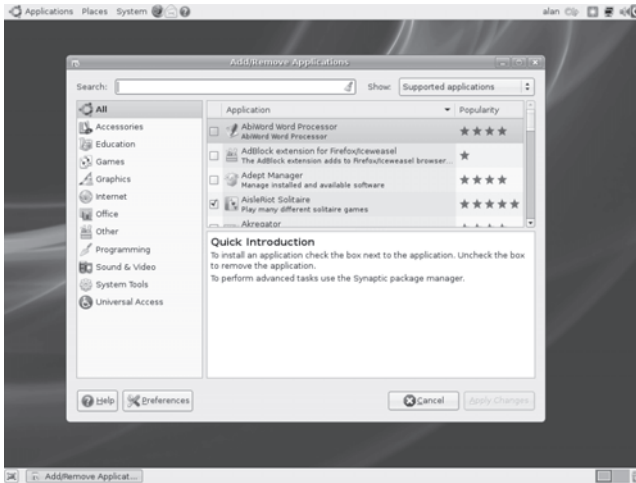 Applications Places System
alan
Add/Remove Applications
Search:
Show: Supported applications
All
Accessories
Education
Games
Graphics
Internet
Office
Other
Programming
Sound & Video
System Tools
Universal Access
Application Popularity
AbiWord Word Processor
AbiWord Word Processor
AdBlock extension for Firefox/Iceweasel
The AdBlock extension adds to Firefox/Iceweasel browser...
Adept Manager
Manage installed and available software
AisleRiot Solitaire
Play many different solitaire games
Akregator
Quick Introduction
To install an application check the box next to the application. Uncheck the box
to remove the application.
To perform advanced tasks use the Synaptic package manager.
Help Preferences
Cancel Apply Changes
Add/Remove Applicat...